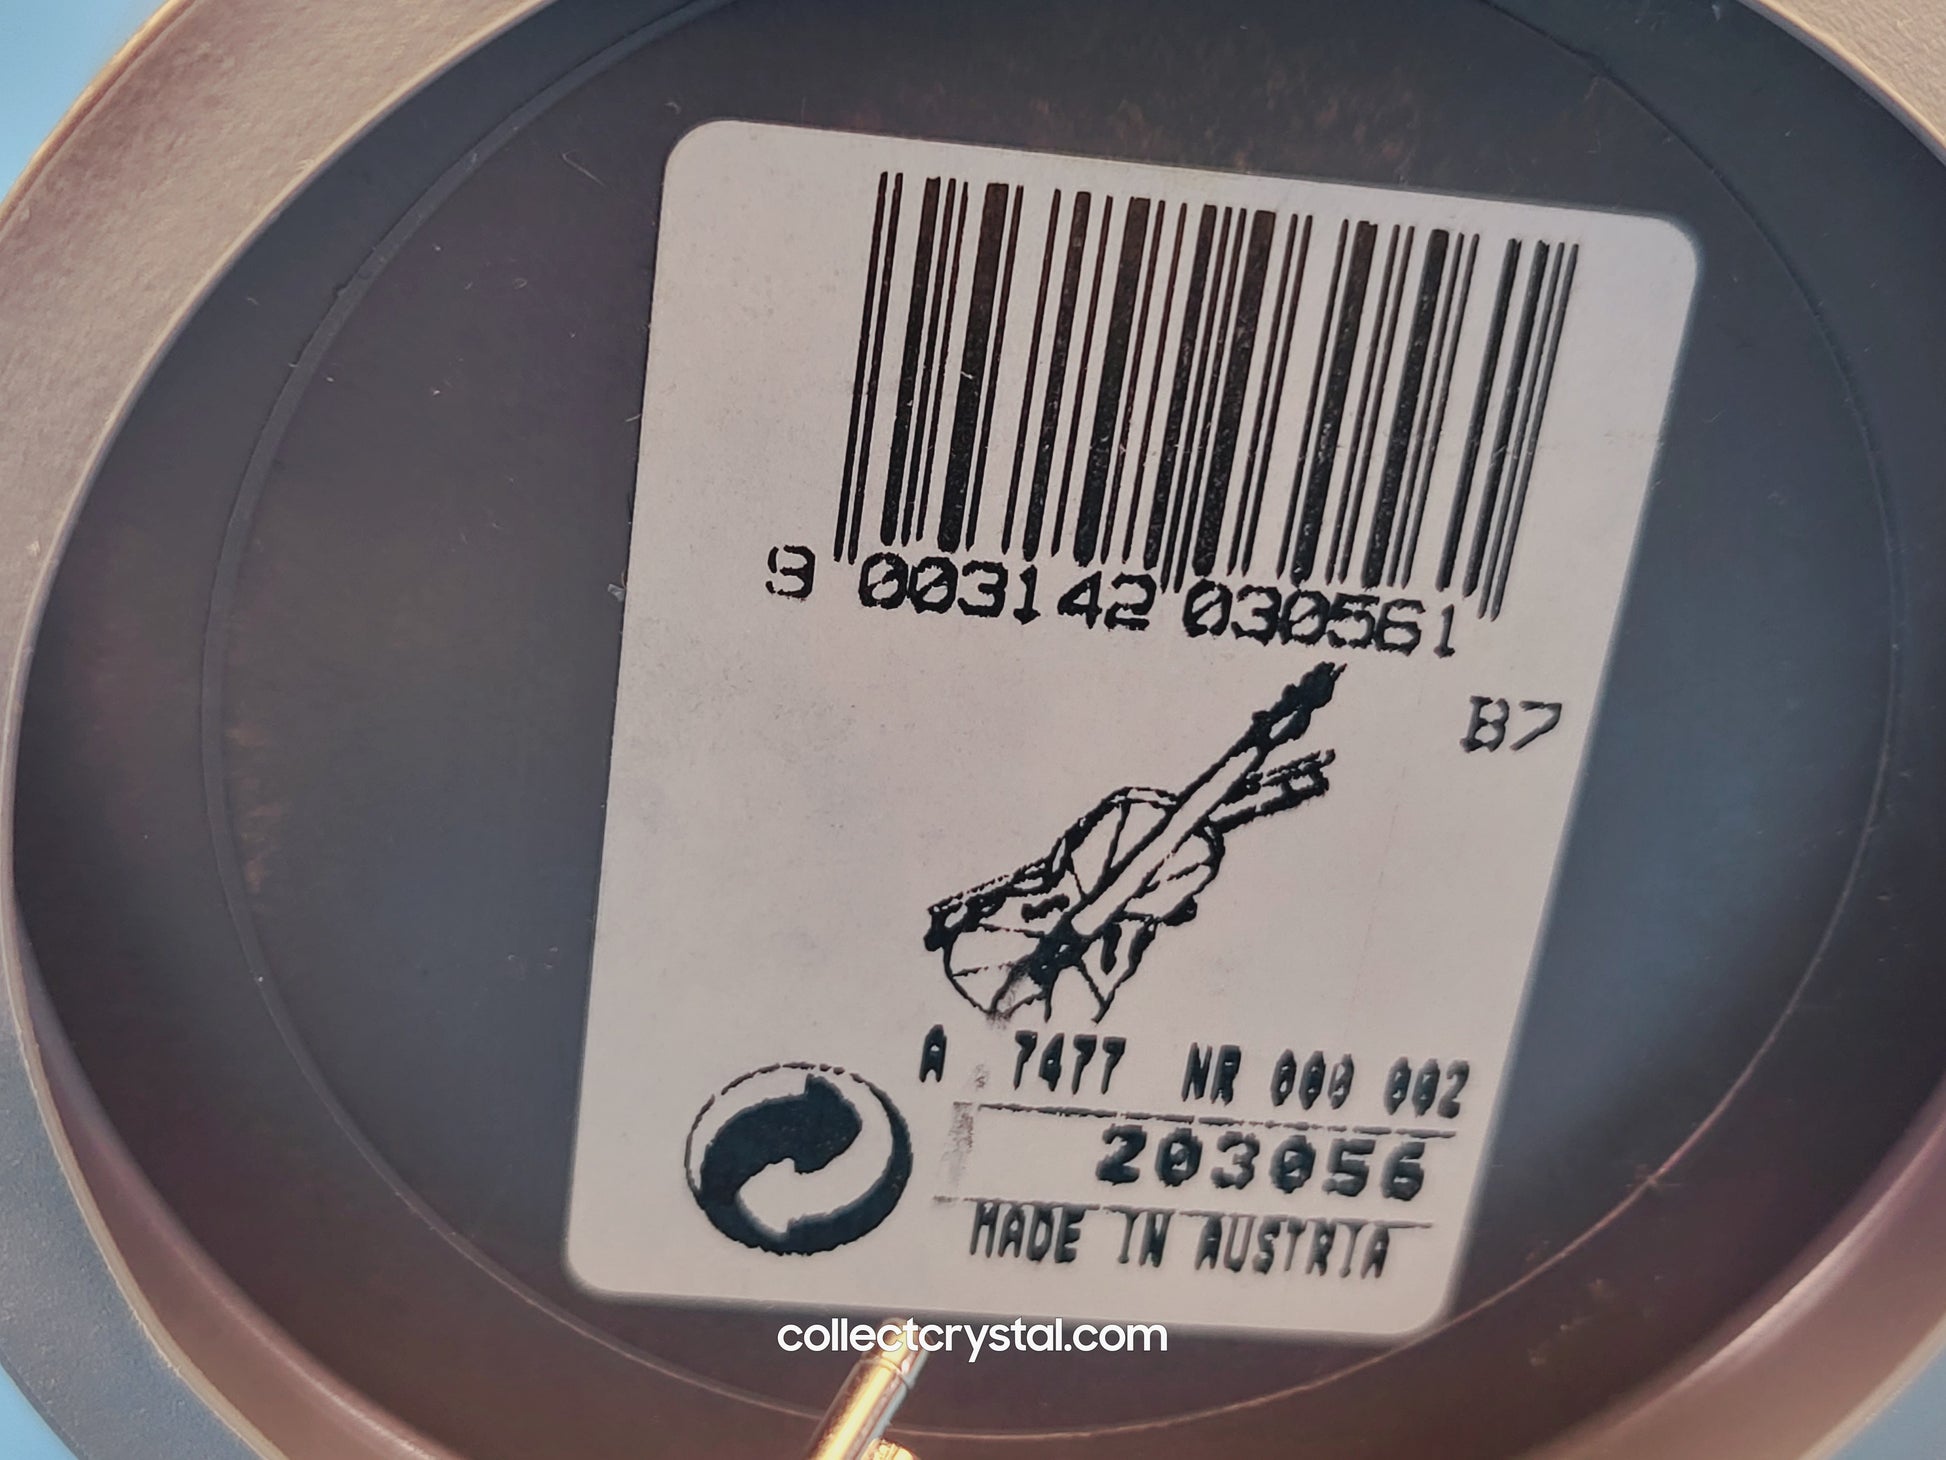 9 003142 030561
B7
A 7477 NR 000 002
203056
MADE IN AUSTRIA
collectcrystal.com